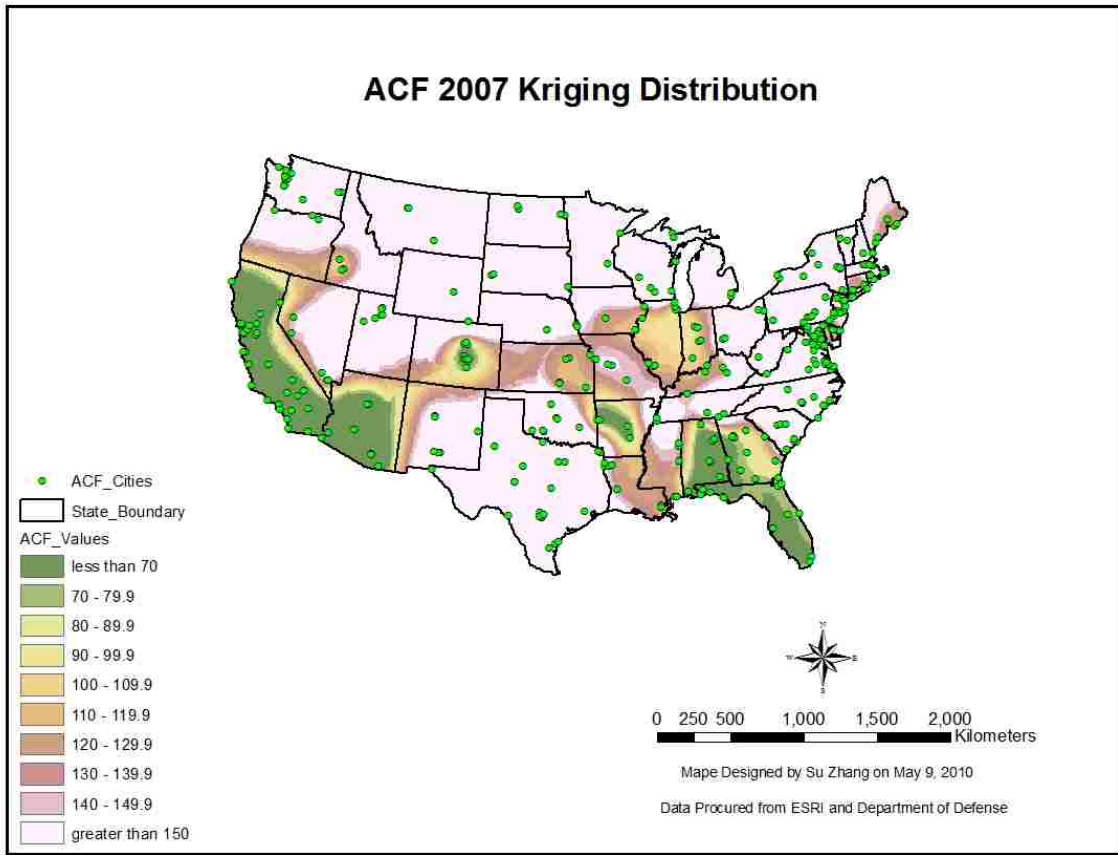 ACF 2007 Kriging Distribution
ACF_Cities
State_Boundary
ACF_Values
less than 70
70 - 79.9
80 - 89.9
90 - 99.9
100 - 109.9
110 - 119.9
120 - 129.9
130 - 139.9
140 - 149.9
greater than 150
N
W E
S
0 250 500 1,000 1,500 2,000
Kilometers
Mape Designed by Su Zhang on May 9, 2010
Data Procured from ESRI and Department of Defense